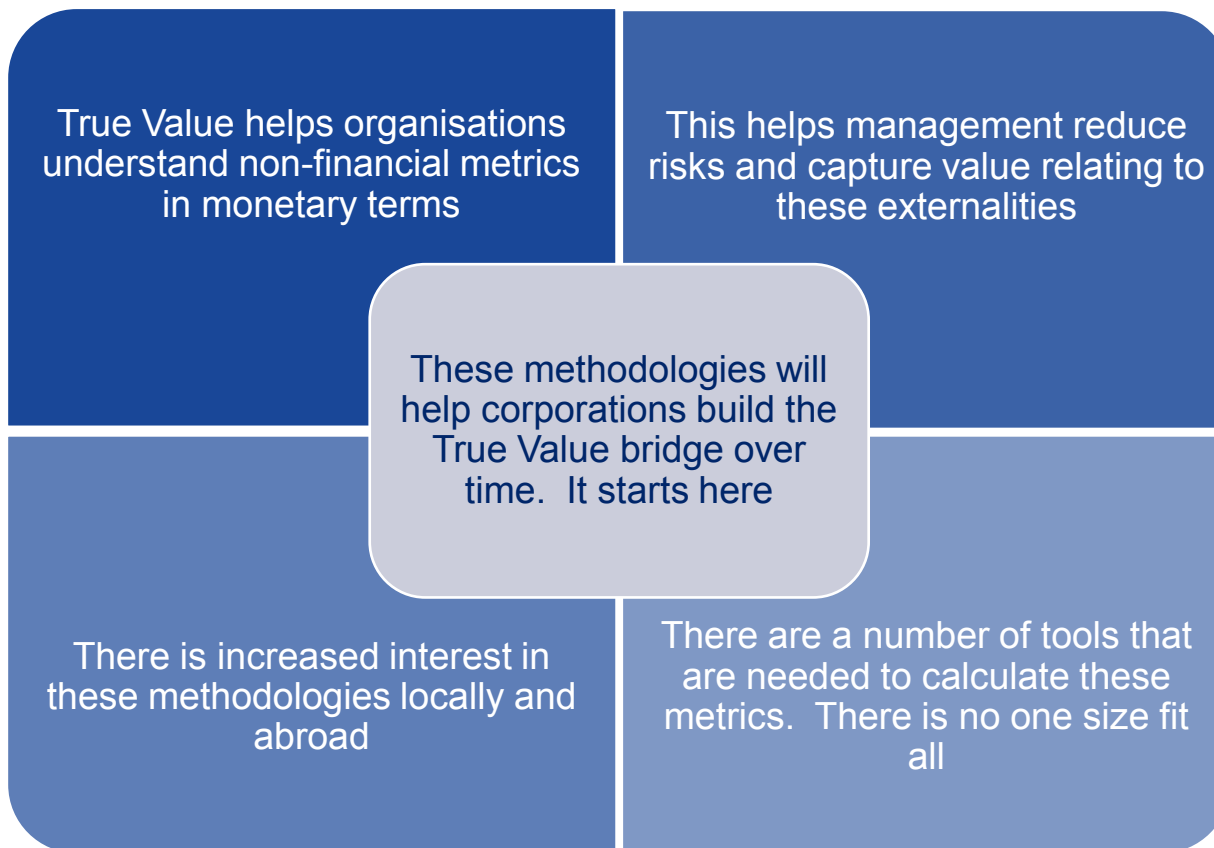 True Value helps organisations
understand non-financial metrics
in monetary terms
This helps management reduce
risks and capture value relating to
these externalities
These methodologies will
help corporations build the
True Value bridge over
time.  It starts here
There is increased interest in
these methodologies locally and
abroad
There are a number of tools that
are needed to calculate these
metrics.  There is no one size fit
all